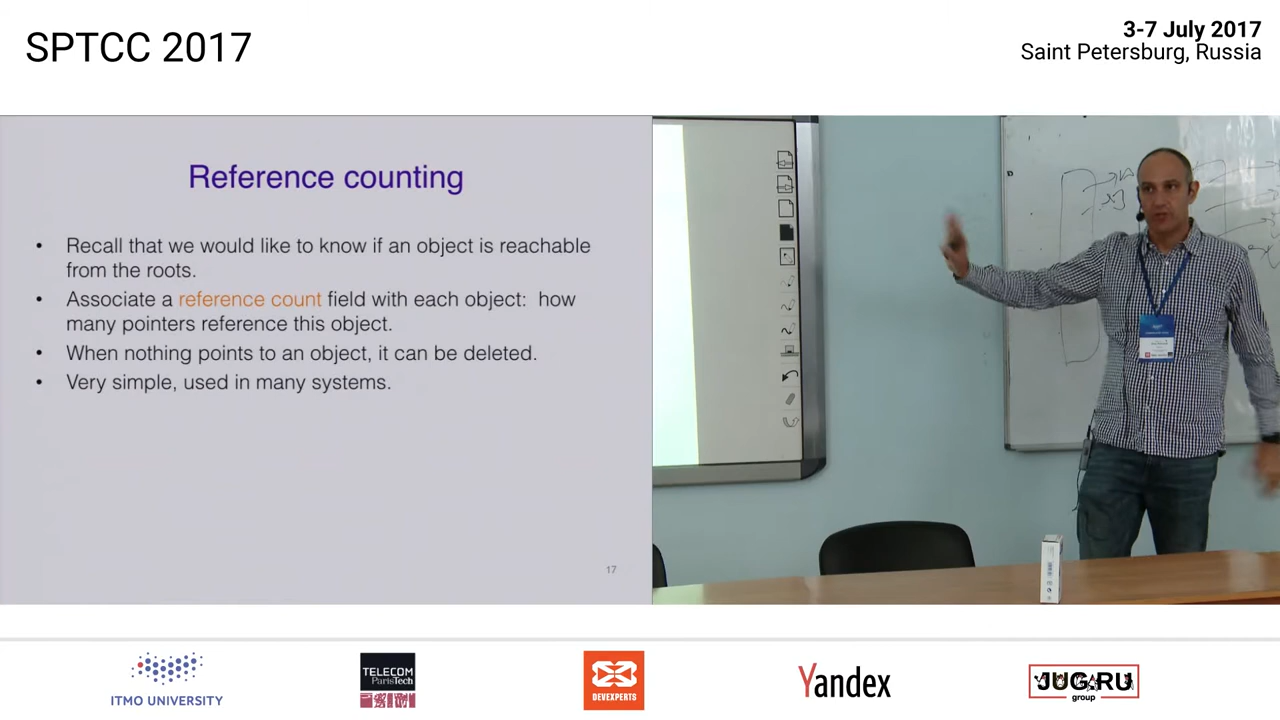 SPTCC 2017
3-7 July 2017
Saint Petersburg, Russia
Reference counting
• Recall that we would like to know if an object is reachable
from the roots.
• Associate a reference count field with each object: how
many pointers reference this object.
• When nothing points to an object, it can be deleted.
• Very simple, used in many systems.
17
ITMO UNIVERSITY
TELECOM
ParisTech
DEVEXPERTS
Yandex
JUG.RU
group